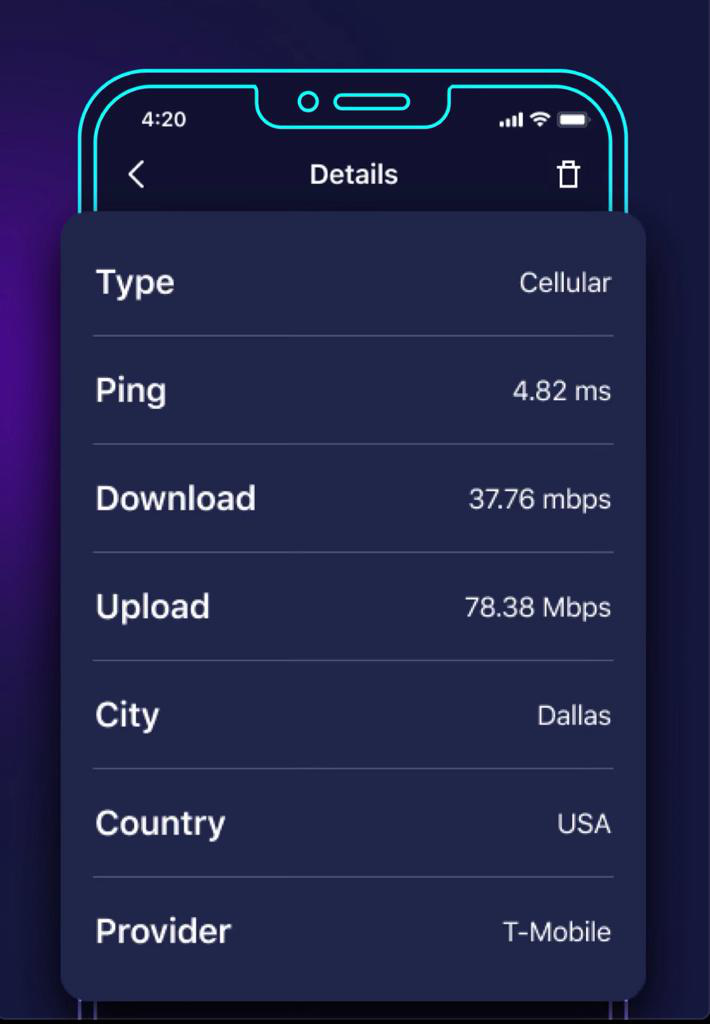 4:20
Details
Type Cellular
Ping 4.82 ms
Download 37.76 mbps
Upload 78.38 Mbps
City Dallas
Country USA
Provider T-Mobile